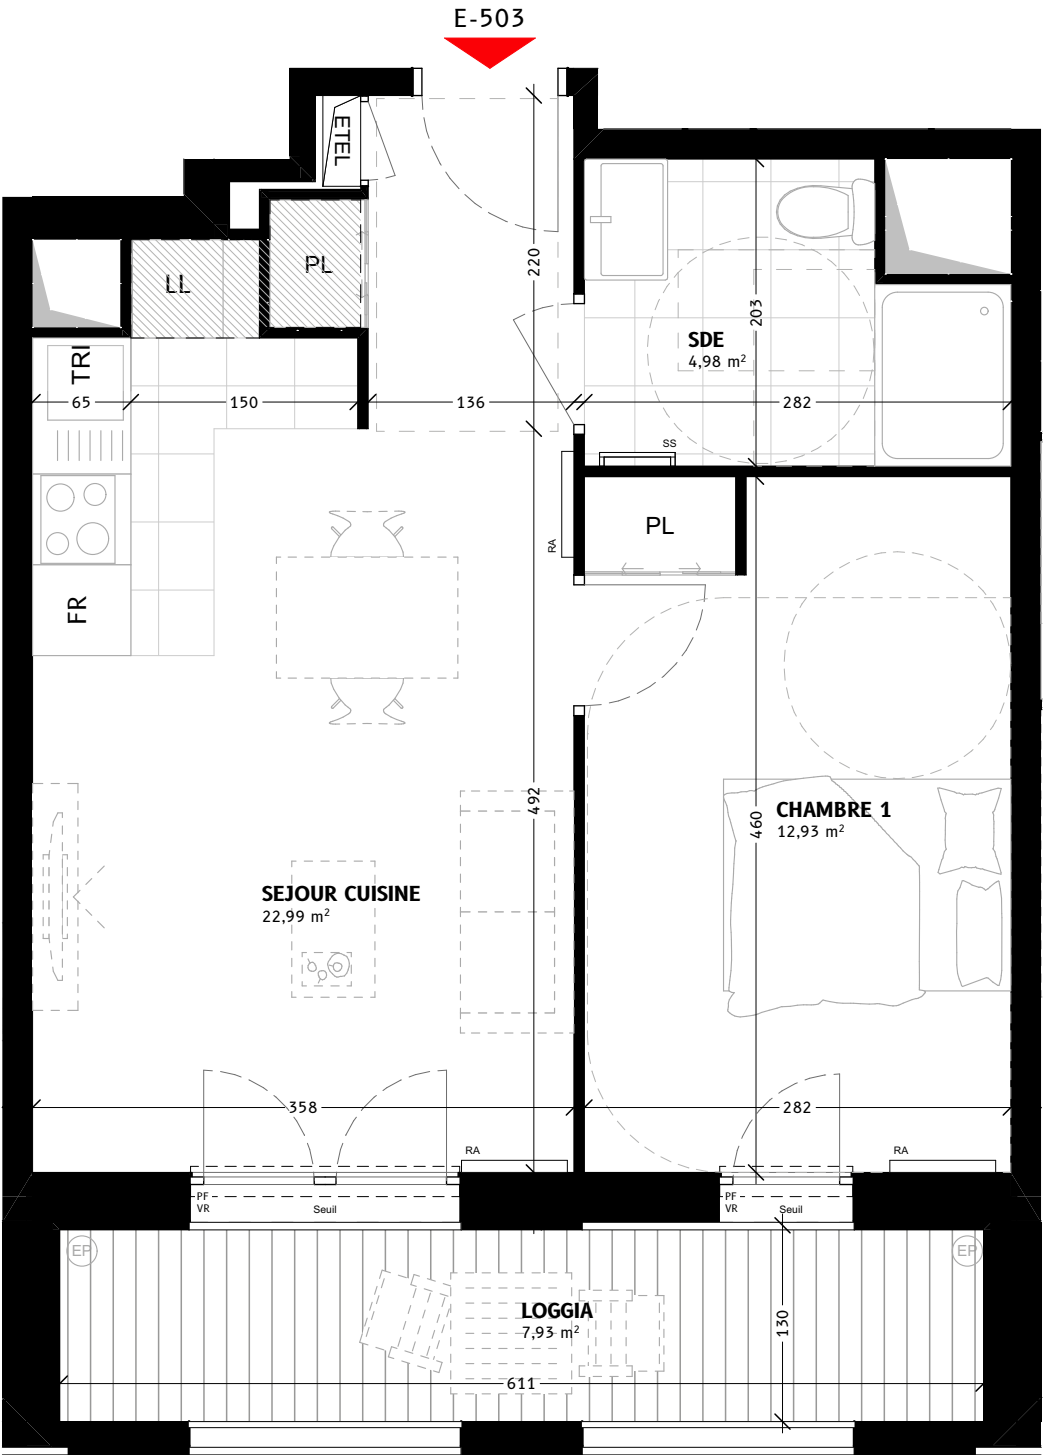 E-503
ETEL
PL
LL
220
203
SDE
4,98 m²
TRI
65
150
136
282
SS
RA
PL
FR
492
460
CHAMBRE 1
12,93 m²
SEJOUR CUISINE
22,99 m²
358
282
RA
RA
PF
VR
Seuil
PF
VR
Seuil
EP
EP
LOGGIA
7,93 m²
130
611